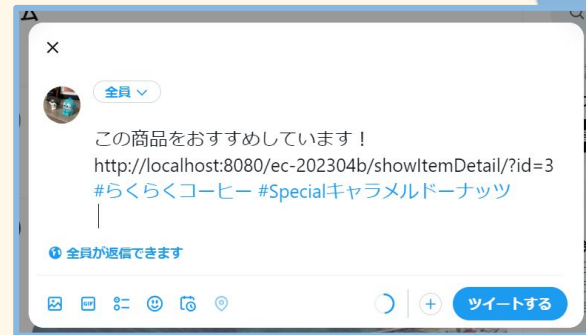 全員
この商品をおすすめしています！
http://localhost:8080/ec-202304b/showItemDetail/?id=3
#らくらくコーヒー #Specialキャラメルドーナッツ
全員が返信できます
GIF
ツイートする